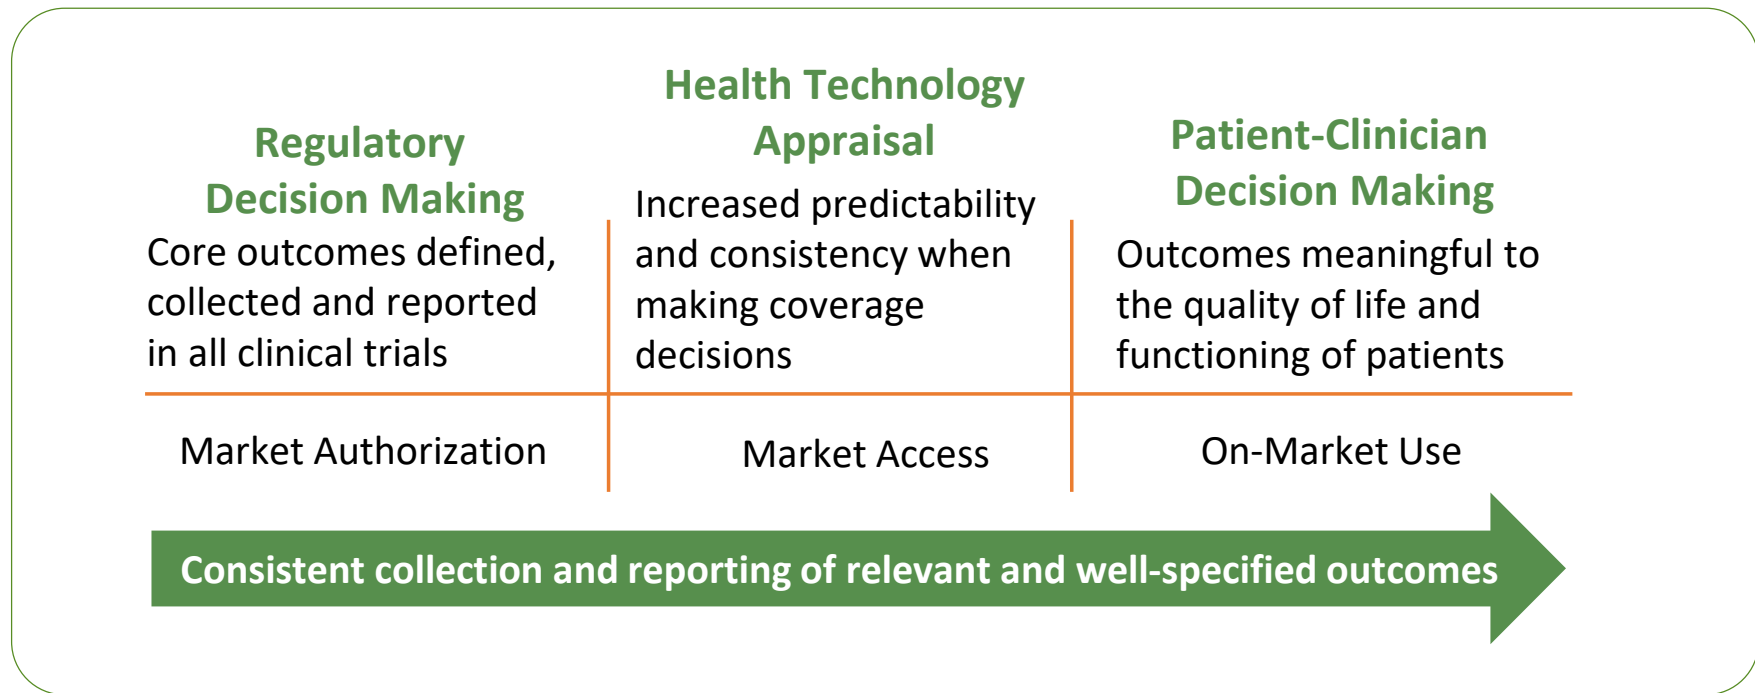 Regulatory
Decision Making
Core outcomes defined,
collected and reported
in all clinical trials
Market Authorization
Health Technology
Appraisal
Increased predictability
and consistency when
making coverage
decisions
Market Access
Patient-Clinician
Decision Making
Outcomes meaningful to
the quality of life and
functioning of patients
On-Market Use
Consistent collection and reporting of relevant and well-specified outcomes